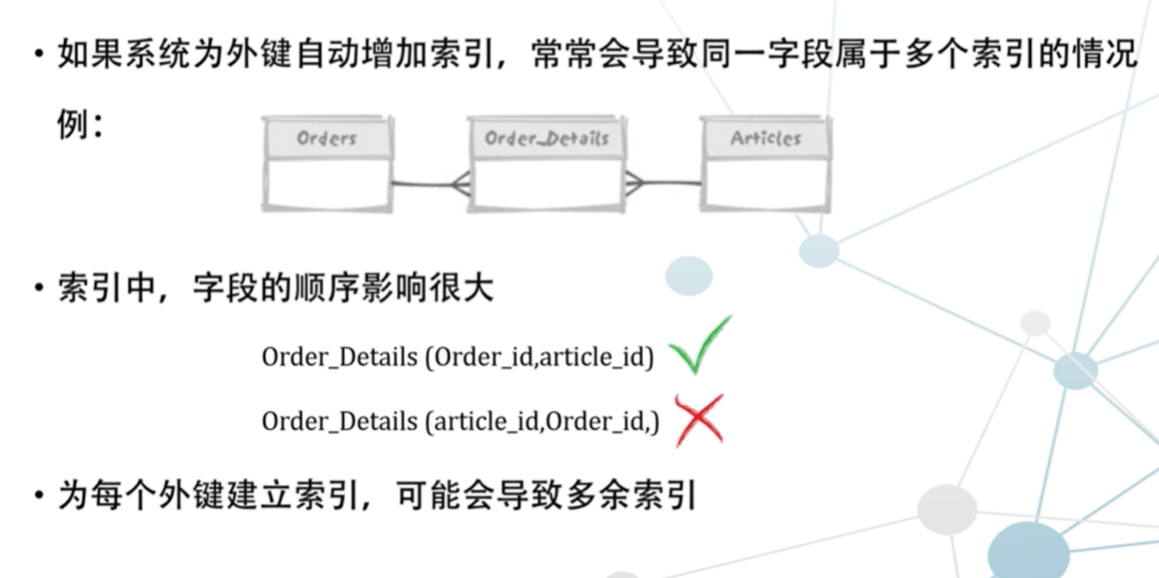 • 如果系统为外键自动增加索引，常常会导致同一字段属于多个索引的情况
例：
Orders Order_Details Articles
• 索引中，字段的顺序影响很大
Order_Details (Order_id,article_id)
Order_Details (article_id,Order_id,)
• 为每个外键建立索引，可能会导致多余索引